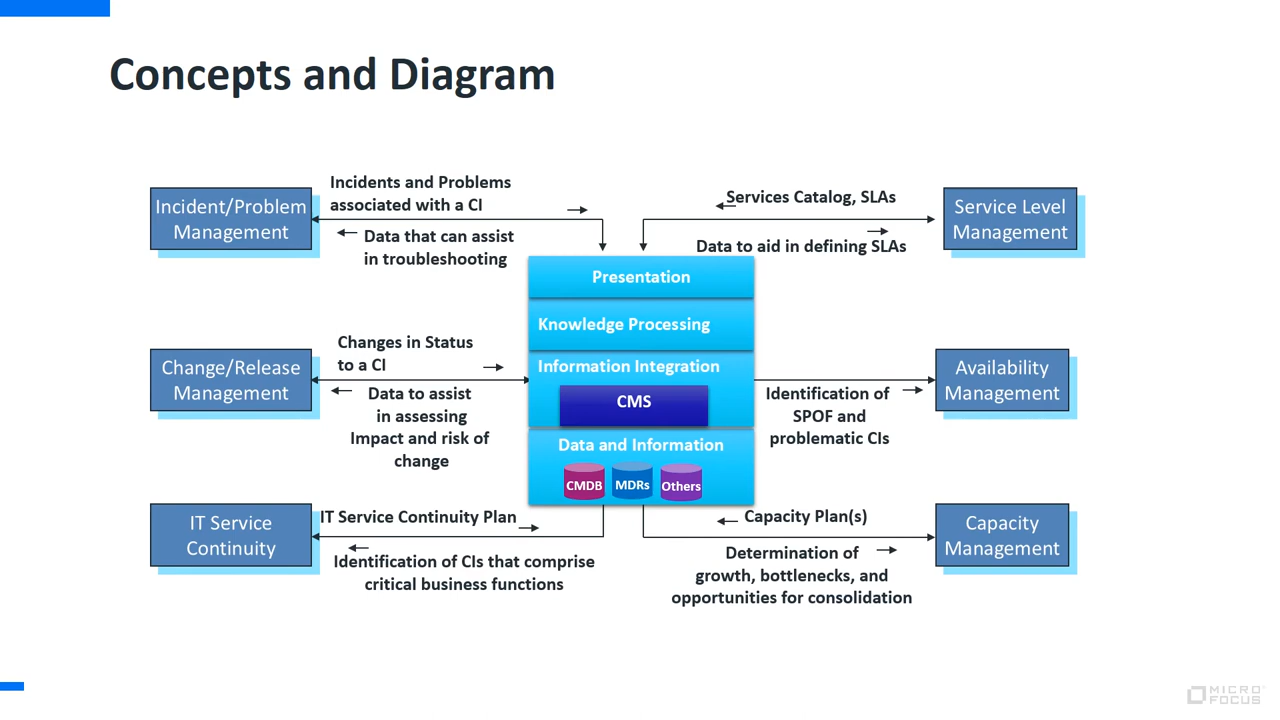 Concepts and Diagram
Incidents and Problems
associated with a CI
Incident/Problem
Management
Data that can assist
in troubleshooting
Services Catalog, SLAs
Service Level
Management
Data to aid in defining SLAs
Presentation
Knowledge Processing
Information Integration
CMS
Data and Information
CMDB
MDRs
Others
Changes in Status
to a CI
Change/Release
Management
Data to assist
in assessing
Impact and risk of
change
Availability
Management
Identification of
SPOF and
problematic CIs
IT Service
Continuity
IT Service Continuity Plan
Identification of CIs that comprise
critical business functions
Capacity Plan(s)
Capacity
Management
Determination of
growth, bottlenecks, and
opportunities for consolidation
MICRO
FOCUS